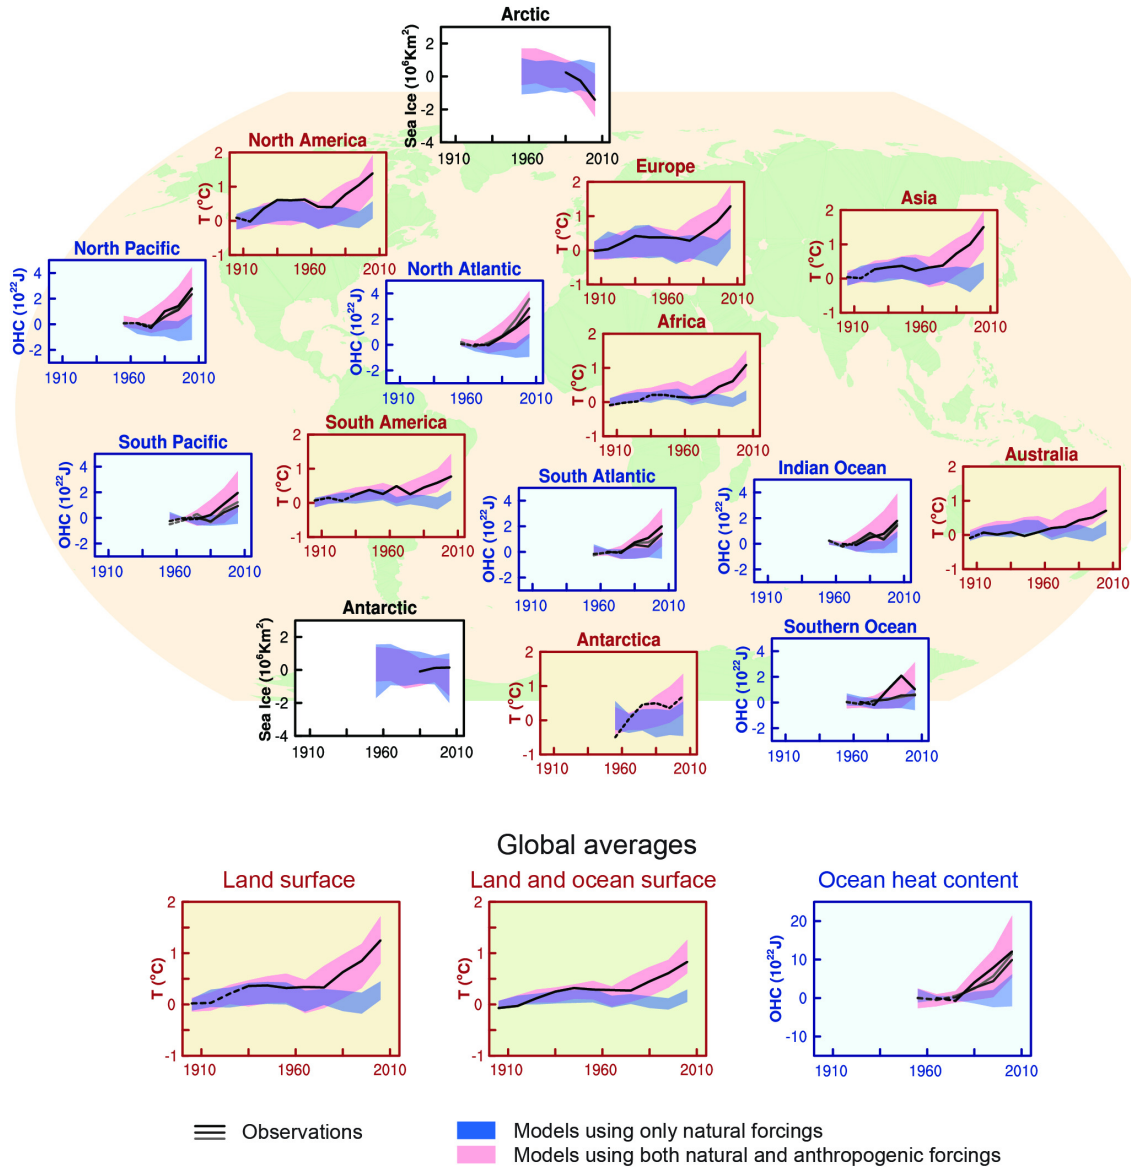 Arctic
Sea Ice (10⁶Km²)
2
0
-2
-4
1910 1960 2010
North America
T (°C)
2
1
0
-1
1910 1960 2010
Europe
T (°C)
2
1
0
-1
1910 1960 2010
Asia
T (°C)
2
1
0
-1
1910 1960 2010
North Pacific
OHC (10²²J)
4
2
0
-2
1910 1960 2010
North Atlantic
OHC (10²²J)
4
2
0
-2
1910 1960 2010
Africa
T (°C)
2
1
0
-1
1910 1960 2010
South America
T (°C)
2
1
0
-1
1910 1960 2010
South Pacific
OHC (10²²J)
4
2
0
-2
1910 1960 2010
South Atlantic
OHC (10²²J)
4
2
0
-2
1910 1960 2010
Indian Ocean
OHC (10²²J)
4
2
0
-2
1910 1960 2010
Australia
T (°C)
2
1
0
-1
1910 1960 2010
Antarctic
Sea Ice (10⁶Km²)
2
0
-2
-4
1910 1960 2010
Antarctica
T (°C)
2
1
0
-1
1910 1960 2010
Southern Ocean
OHC (10²²J)
4
2
0
-2
1910 1960 2010
Global averages
Land surface
T (°C)
2
1
0
-1
1910 1960 2010
Land and ocean surface
T (°C)
2
1
0
-1
1910 1960 2010
Ocean heat content
OHC (10²²J)
20
10
0
-10
1910 1960 2010
Observations
Models using only natural forcings
Models using both natural and anthropogenic forcings